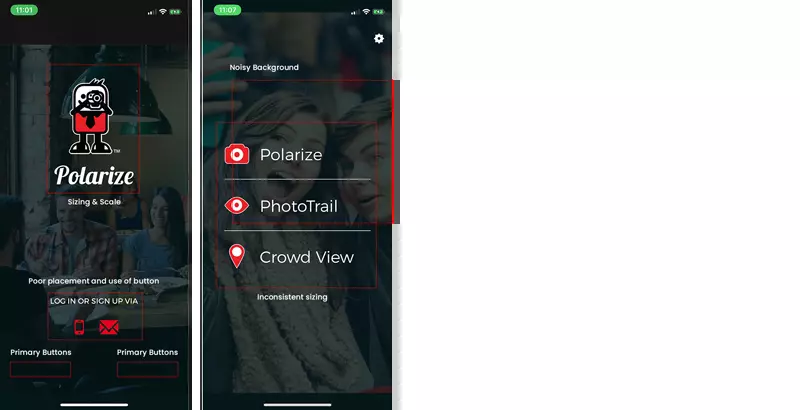 11:01
™
Polarize
Sizing & Scale
Poor placement and use of button
LOG IN OR SIGN UP VIA
Primary Buttons
Primary Buttons
11:07
Noisy Background
Polarize
PhotoTrail
Crowd View
Inconsistent sizing